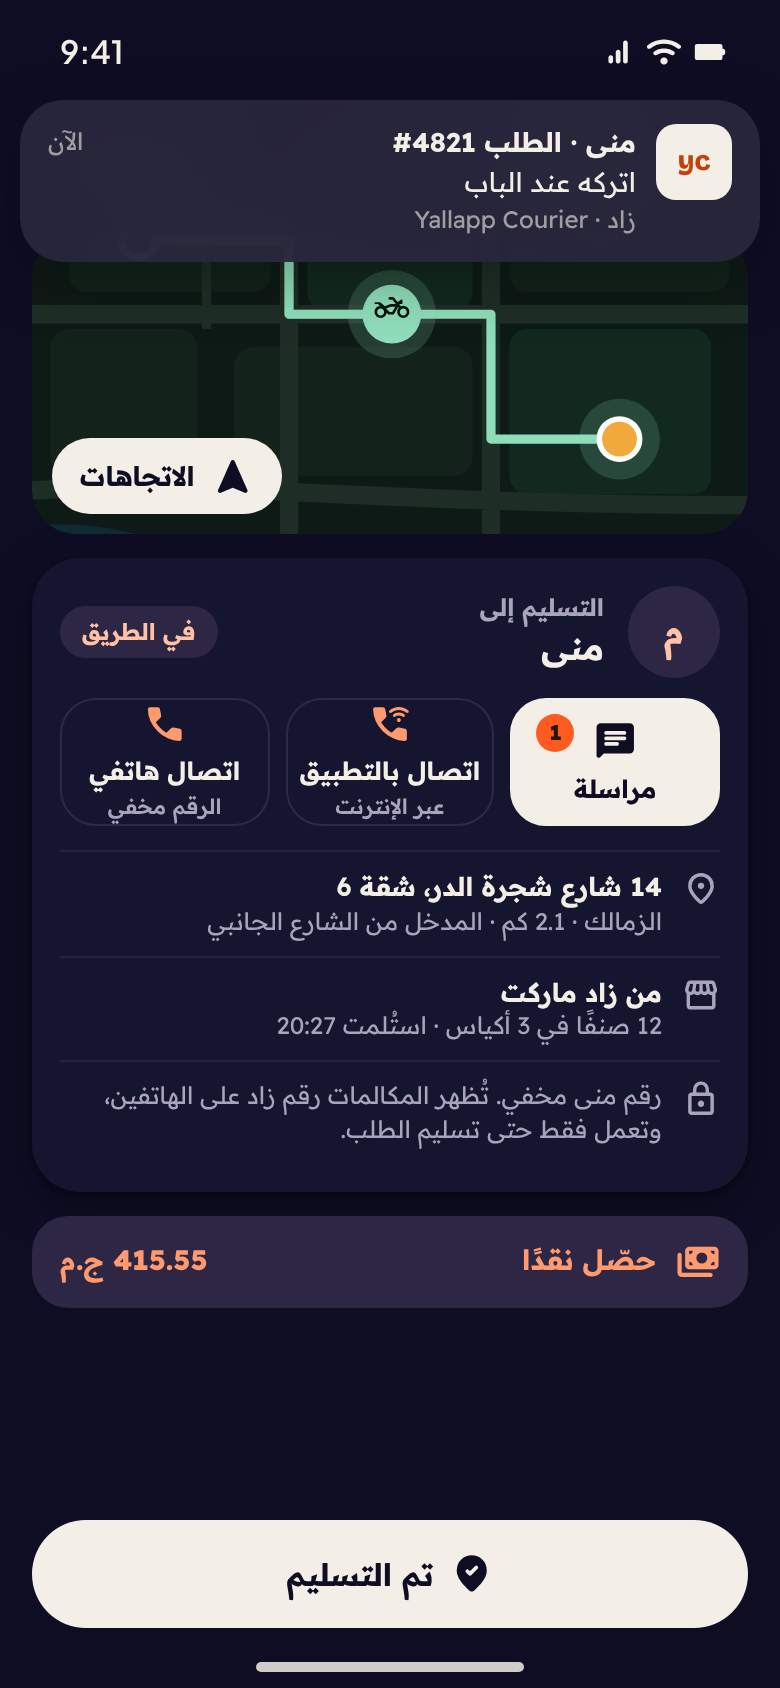 9:41
yc
منى · الطلب 4821#
الآن
اتركه عند الباب
زاد · Yallapp Courier
الاتجاهات
م
التسليم إلى
منى
في الطريق
1
مراسلة
اتصال بالتطبيق
عبر الإنترنت
اتصال هاتفي
الرقم مخفي
14 شارع شجرة الدر، شقة 6
الزمالك · 2.1 كم · المدخل من الشارع الجانبي
من زاد ماركت
12 صنفًا في 3 أكياس · استُلمت 20:27
رقم منى مخفي. تُظهر المكالمات رقم زاد على الهاتفين،
وتعمل فقط حتى تسليم الطلب.
حصّل نقدًا
415.55 ج.م
تم التسليم